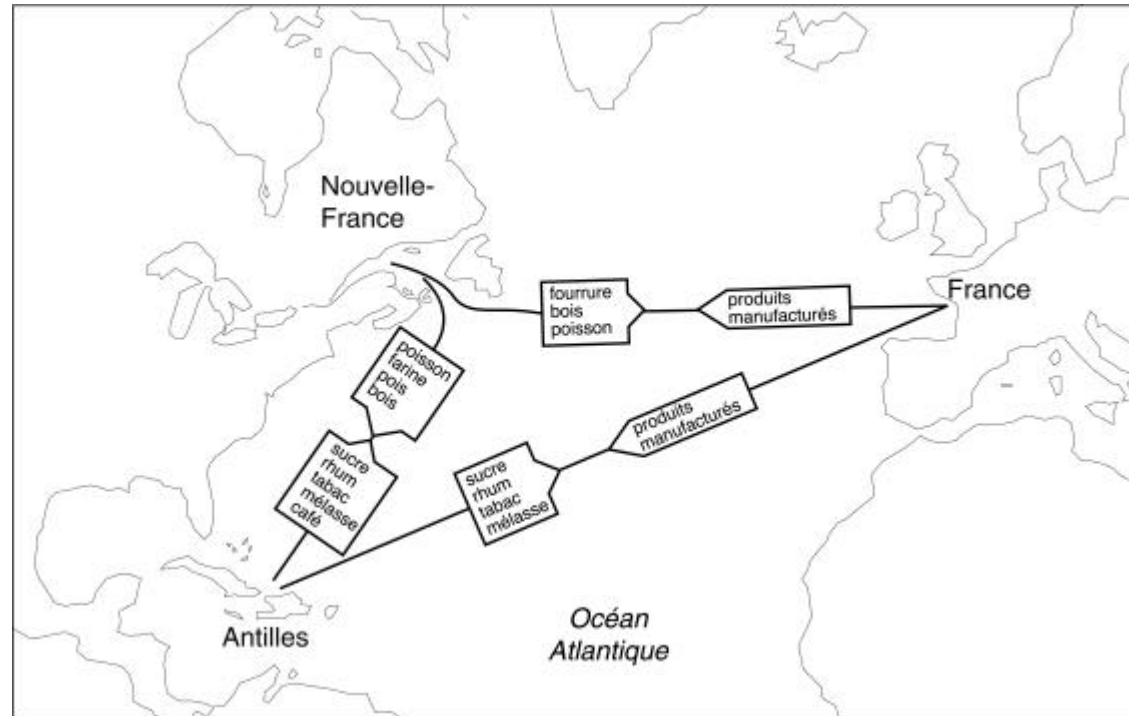 Nouvelle-
France
fourrure
bois
poisson
produits
manufacturés
France
poisson
farine
pois
bois
produits
manufacturés
sucre
rhum
tabac
mélasse
café
sucre
rhum
tabac
mélasse
Antilles
Océan
Atlantique